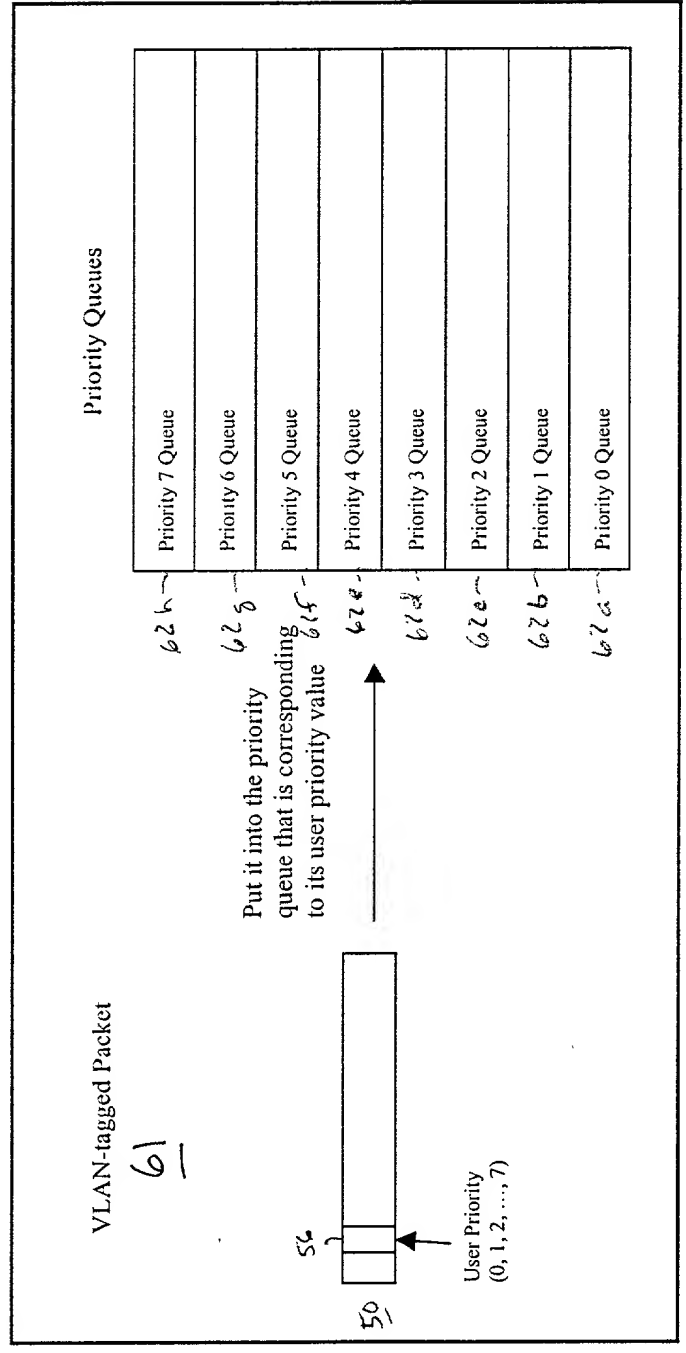 VLAN-tagged Packet
61
50
56
User Priority
(0, 1, 2, ..., 7)
Put it into the priority
queue that is corresponding
to its user priority value
Priority Queues
62h Priority 7 Queue
62g Priority 6 Queue
62f Priority 5 Queue
62e Priority 4 Queue
62d Priority 3 Queue
Priority 2 Queue
62b Priority 1 Queue
62a Priority 0 Queue